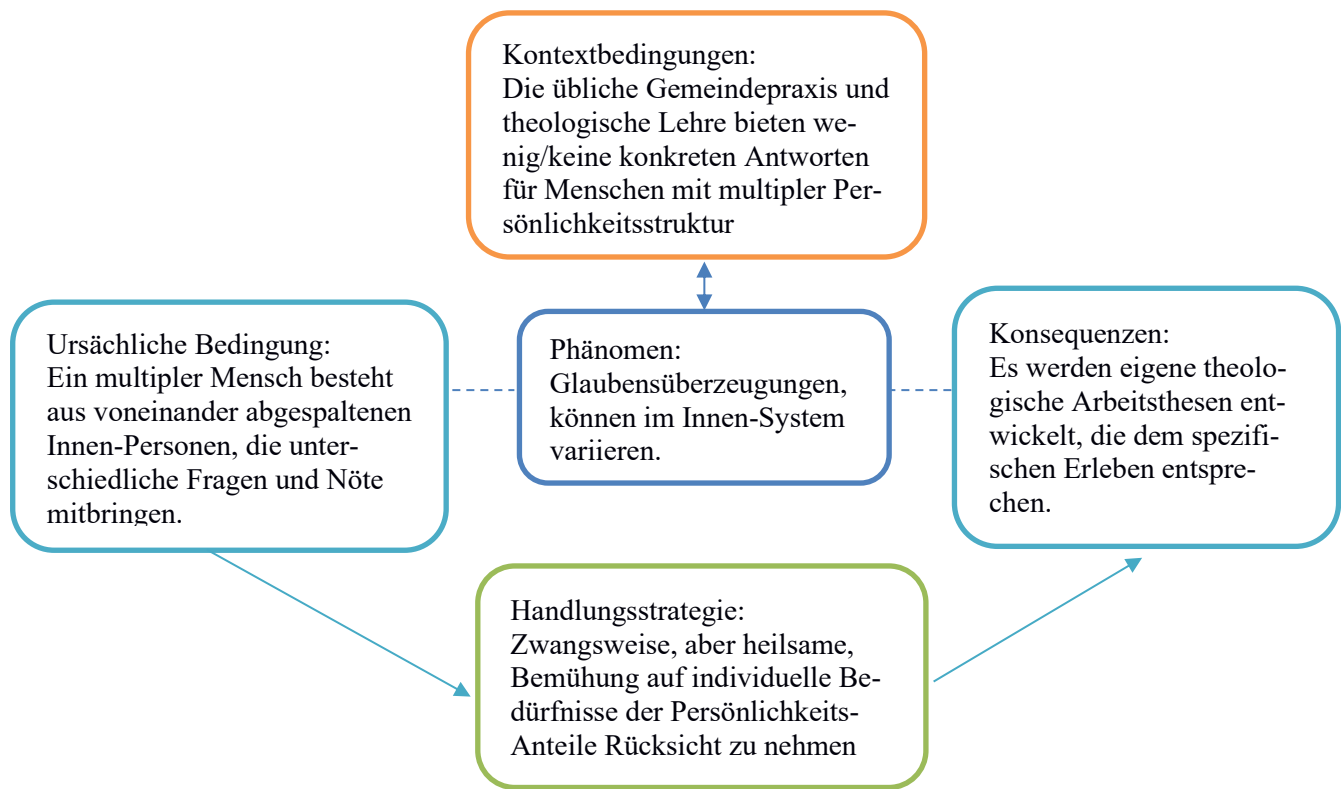 Kontextbedingungen:
Die übliche Gemeindepraxis und
theologische Lehre bieten we-
nig/keine konkreten Antworten
für Menschen mit multipler Per-
sönlichkeitsstruktur
Ursächliche Bedingung:
Ein multipler Mensch besteht
aus voneinander abgespaltenen
Innen-Personen, die unter-
schiedliche Fragen und Nöte
mitbringen.
Phänomen:
Glaubensüberzeugungen,
können im Innen-System
variieren.
Konsequenzen:
Es werden eigene theolo-
gische Arbeitsthesen ent-
wickelt, die dem spezifi-
schen Erleben entspre-
chen.
Handlungsstrategie:
Zwangsweise, aber heilsame,
Bemühung auf individuelle Be-
dürfnisse der Persönlichkeits-
Anteile Rücksicht zu nehmen